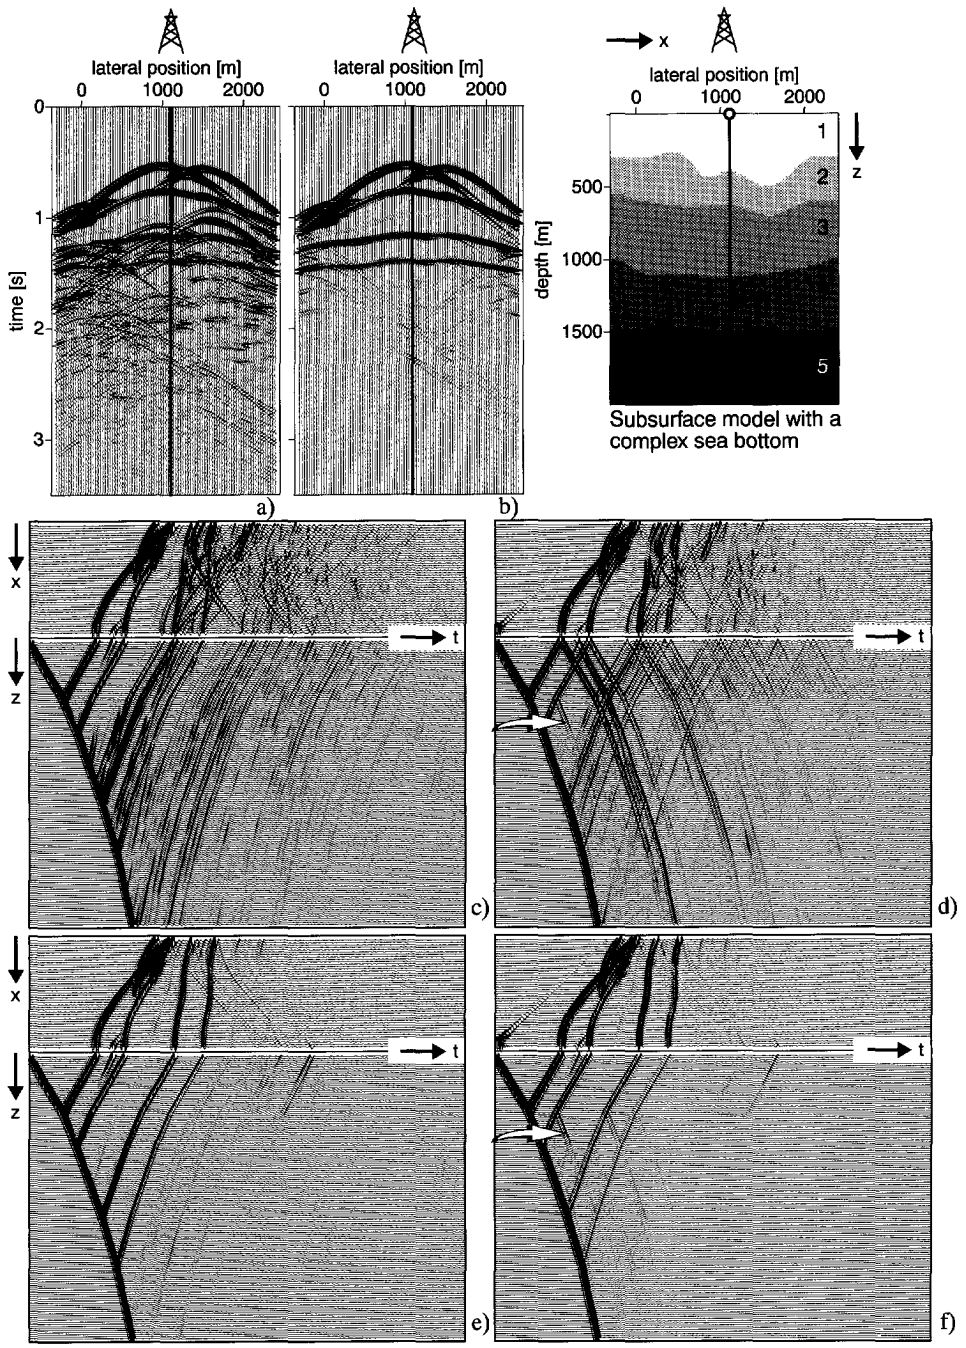 lateral position [m]
0 1000 2000
lateral position [m]
0 1000 2000
x
lateral position [m]
0 1000 2000
0
1
2
3
time [s]
a)
b)
500
1000
1500
depth [m]
1
2
3
5
z
Subsurface model with a
complex sea bottom
x
t
z
c)
t
d)
x
t
z
e)
t
f)